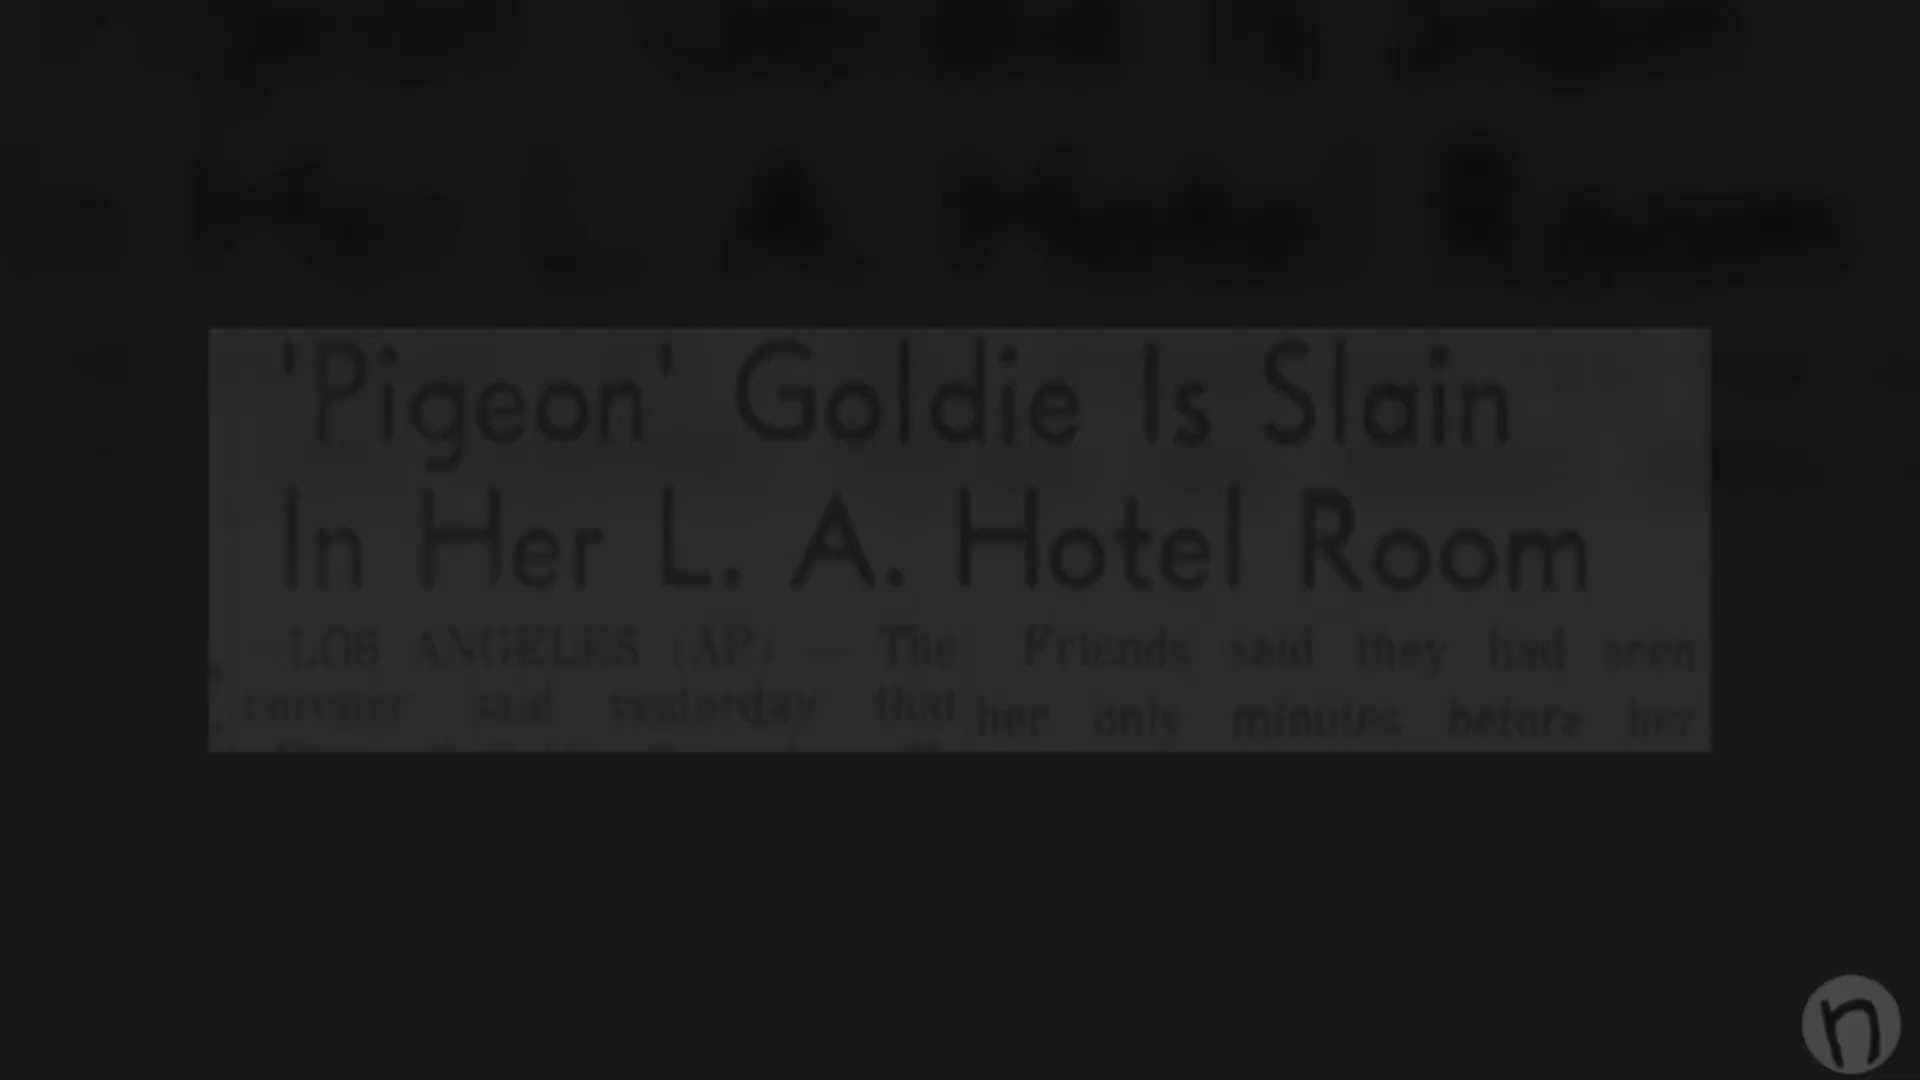 'Pigeon' Goldie Is Slain
In Her L. A. Hotel Room
LOS ANGELES (AP) — The
coroner said yesterday that
Friends said they had seen
her only minutes before her
n